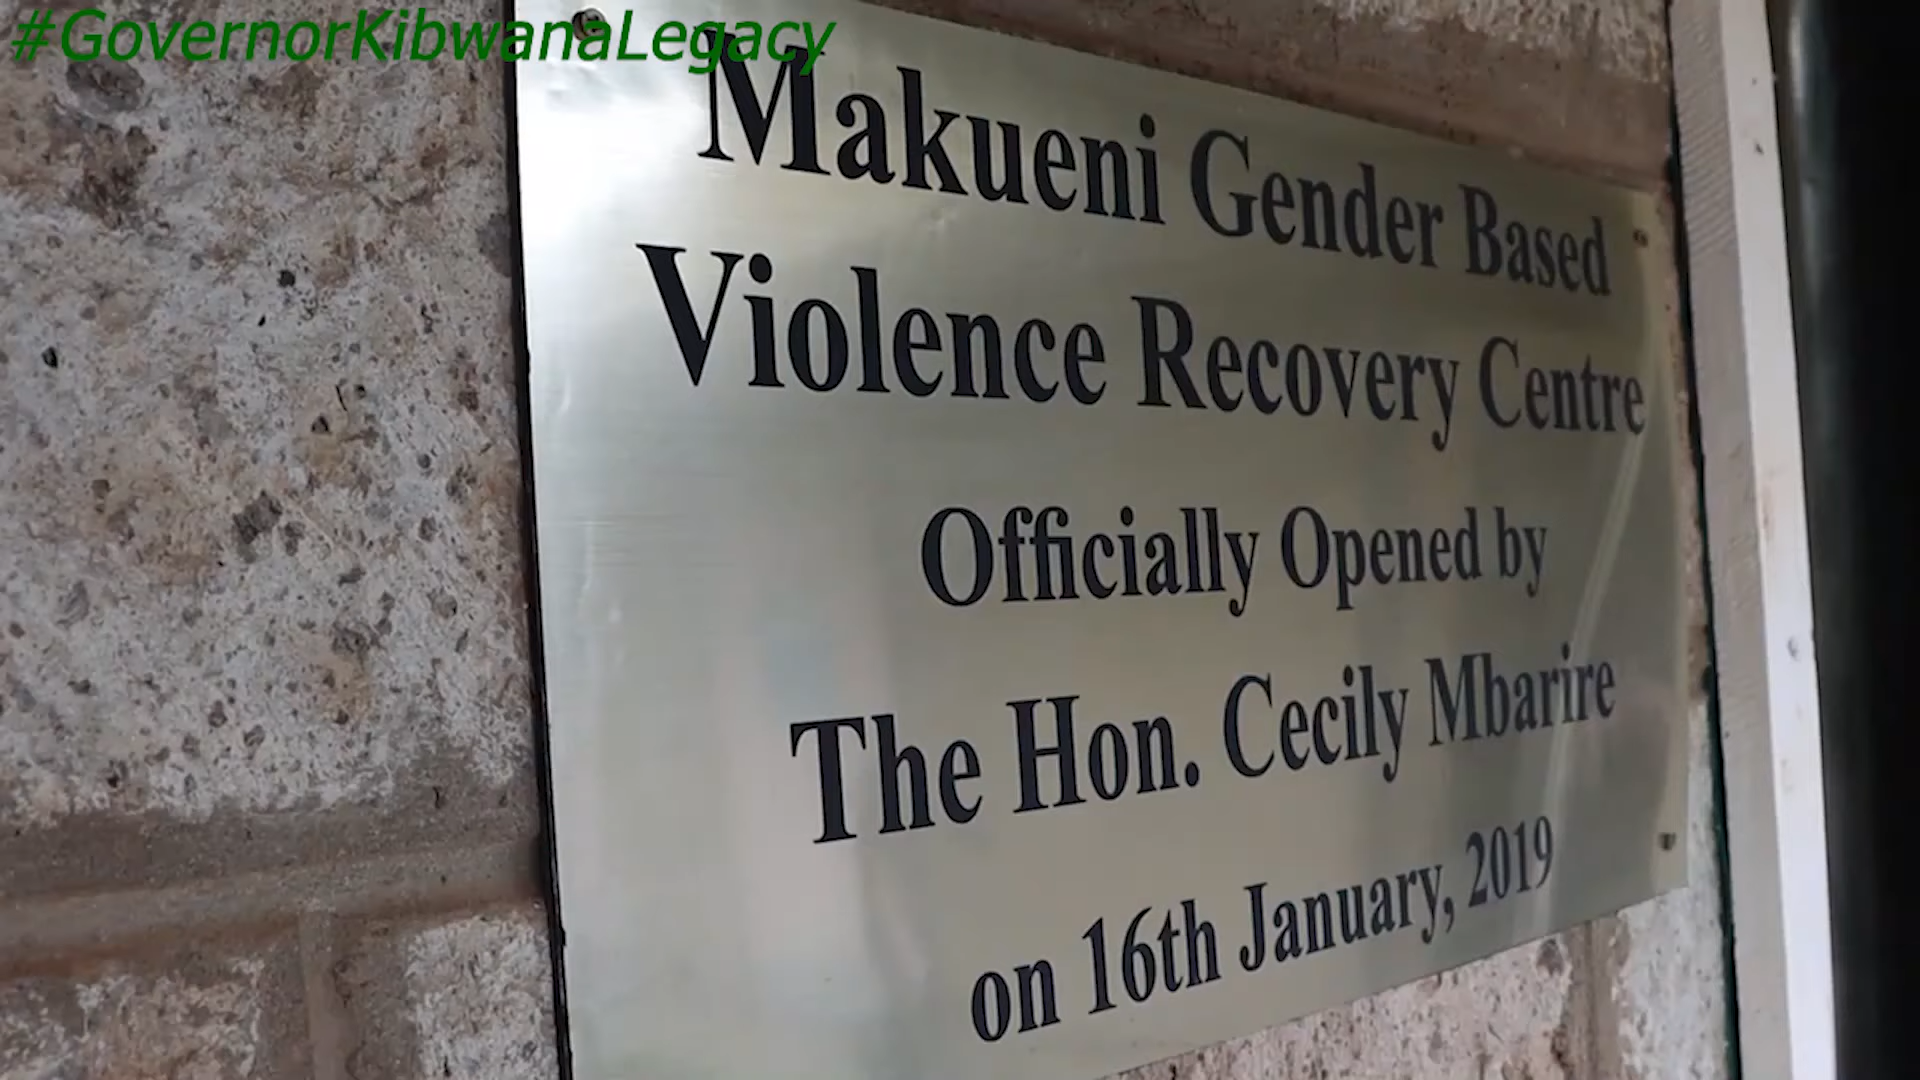 #GovernorKibwanaLegacy
Makueni Gender Based
Violence Recovery Centre
Officially Opened by
The Hon. Cecily Mbarire
on 16th January, 2019